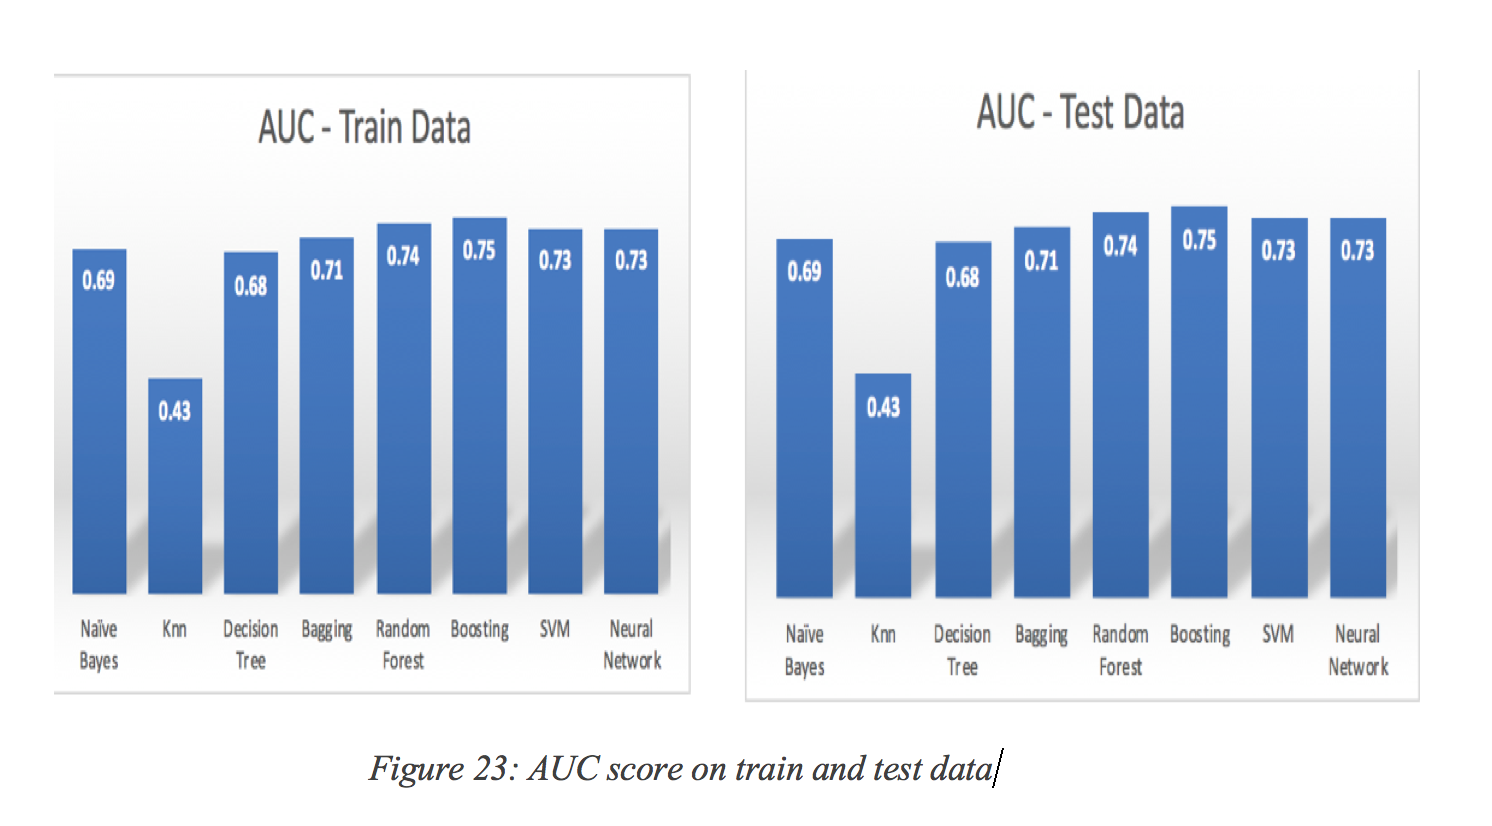 AUC - Train Data
0.69
0.43
0.68
0.71
0.74
0.75
0.73
0.73
Naïve
Bayes
Knn
Decision
Tree
Bagging
Random
Forest
Boosting
SVM
Neural
Network
AUC - Test Data
0.69
0.43
0.68
0.71
0.74
0.75
0.73
0.73
Naïve
Bayes
Knn
Decision
Tree
Bagging
Random
Forest
Boosting
SVM
Neural
Network
Figure 23: AUC score on train and test data